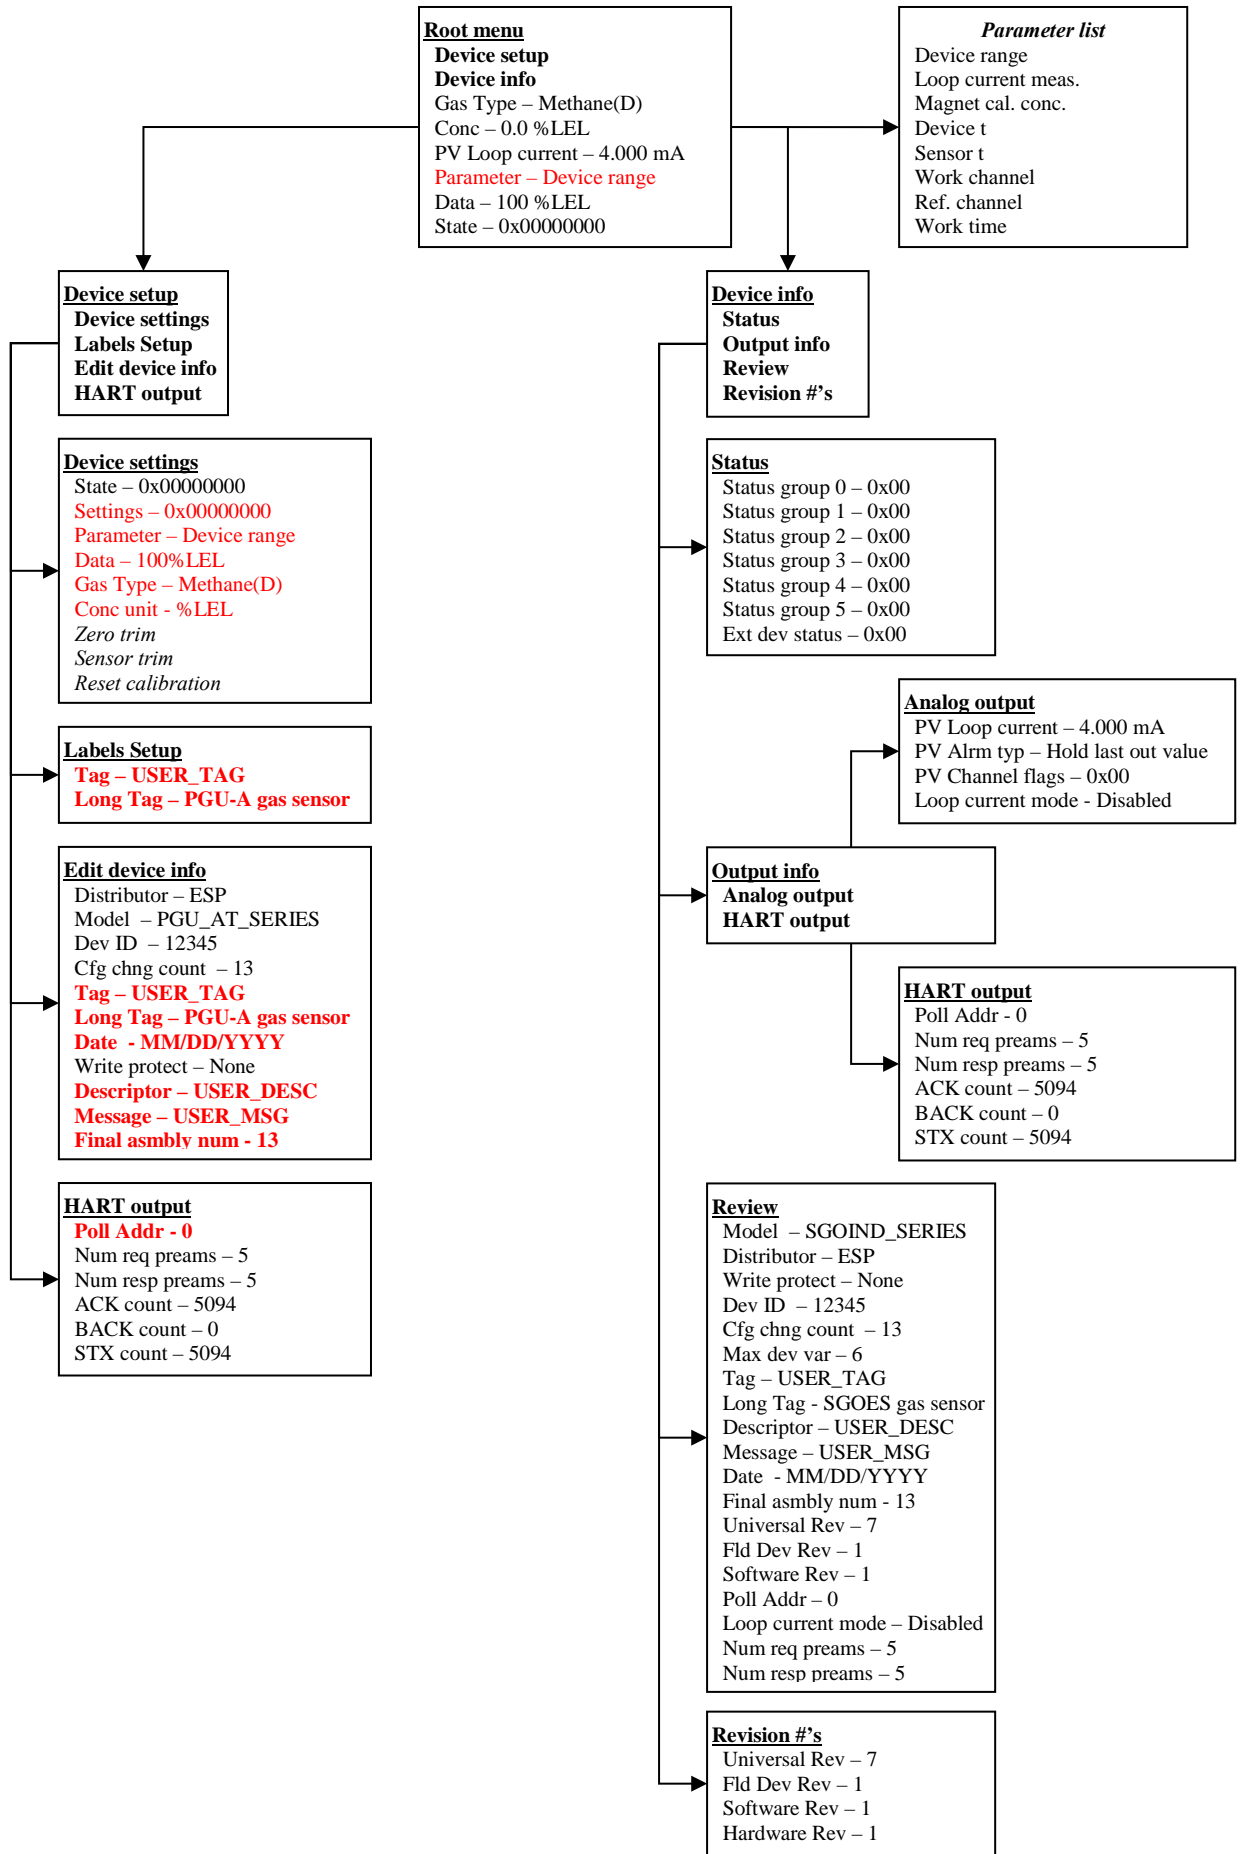 Root menu
Device setup
Device info
Gas Type – Methane(D)
Conc – 0.0 %LEL
PV Loop current – 4.000 mA
Parameter – Device range
Data – 100 %LEL
State – 0x00000000
Parameter list
Device range
Loop current meas.
Magnet cal. conc.
Device t
Sensor t
Work channel
Ref. channel
Work time
Device setup
Device settings
Labels Setup
Edit device info
HART output
Device settings
State – 0x00000000
Settings – 0x00000000
Parameter – Device range
Data – 100%LEL
Gas Type – Methane(D)
Conc unit - %LEL
Zero trim
Sensor trim
Reset calibration
Labels Setup
Tag – USER_TAG
Long Tag – PGU-A gas sensor
Edit device info
Distributor – ESP
Model – PGU_AT_SERIES
Dev ID – 12345
Cfg chng count – 13
Tag – USER_TAG
Long Tag – PGU-A gas sensor
Date - MM/DD/YYYY
Write protect – None
Descriptor – USER_DESC
Message – USER_MSG
Final asmbly num - 13
HART output
Poll Addr - 0
Num req preams – 5
Num resp preams – 5
ACK count – 5094
BACK count – 0
STX count – 5094
Device info
Status
Output info
Review
Revision #’s
Status
Status group 0 – 0x00
Status group 1 – 0x00
Status group 2 – 0x00
Status group 3 – 0x00
Status group 4 – 0x00
Status group 5 – 0x00
Ext dev status – 0x00
Analog output
PV Loop current – 4.000 mA
PV Alrm typ – Hold last out value
PV Channel flags – 0x00
Loop current mode - Disabled
Output info
Analog output
HART output
HART output
Poll Addr - 0
Num req preams – 5
Num resp preams – 5
ACK count – 5094
BACK count – 0
STX count – 5094
Review
Model – SGOIND_SERIES
Distributor – ESP
Write protect – None
Dev ID – 12345
Cfg chng count – 13
Max dev var – 6
Tag – USER_TAG
Long Tag - SGOES gas sensor
Descriptor – USER_DESC
Message – USER_MSG
Date - MM/DD/YYYY
Final asmbly num - 13
Universal Rev – 7
Fld Dev Rev – 1
Software Rev – 1
Poll Addr – 0
Loop current mode – Disabled
Num req preams – 5
Num resp preams – 5
Revision #’s
Universal Rev – 7
Fld Dev Rev – 1
Software Rev – 1
Hardware Rev – 1